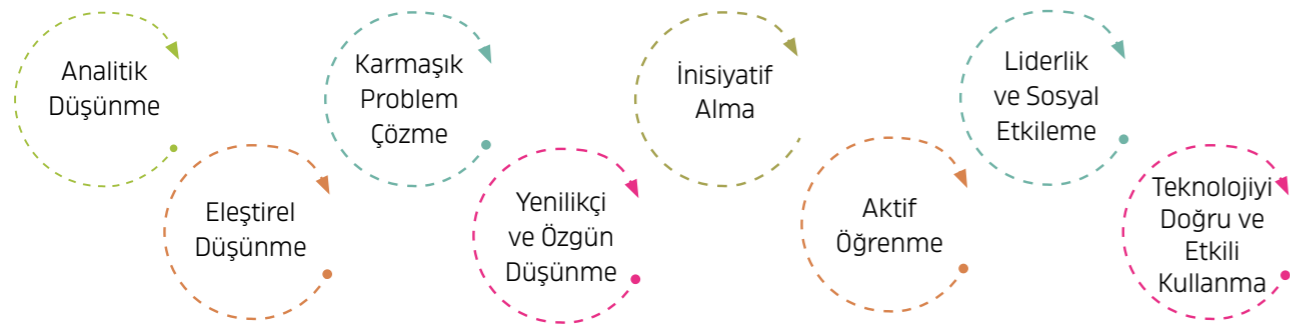 Analitik
Düşünme
Eleştirel
Düşünme
Karmaşık
Problem
Çözme
Yenilikçi
ve Özgün
Düşünme
İnisiyatif
Alma
Aktif
Öğrenme
Liderlik
ve Sosyal
Etkileme
Teknolojiyi
Doğru ve
Etkili
Kullanma